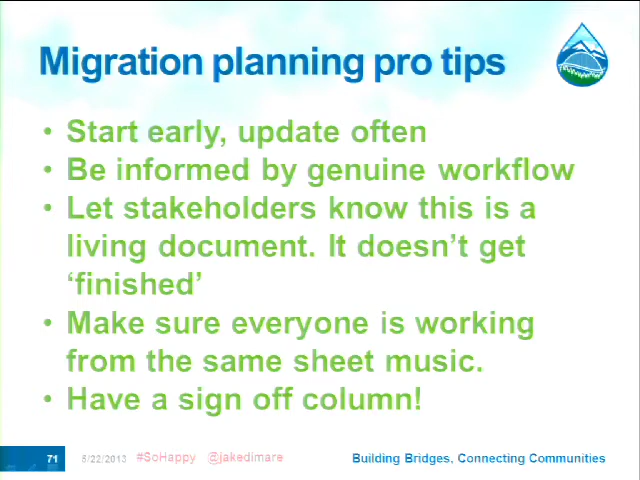 Migration planning pro tips
• Start early, update often
• Be informed by genuine workflow
• Let stakeholders know this is a
living document. It doesn't get
'finished'
• Make sure everyone is working
from the same sheet music.
• Have a sign off column!
71 5/22/2013 #SoHappy @jakedimare Building Bridges, Connecting Communities